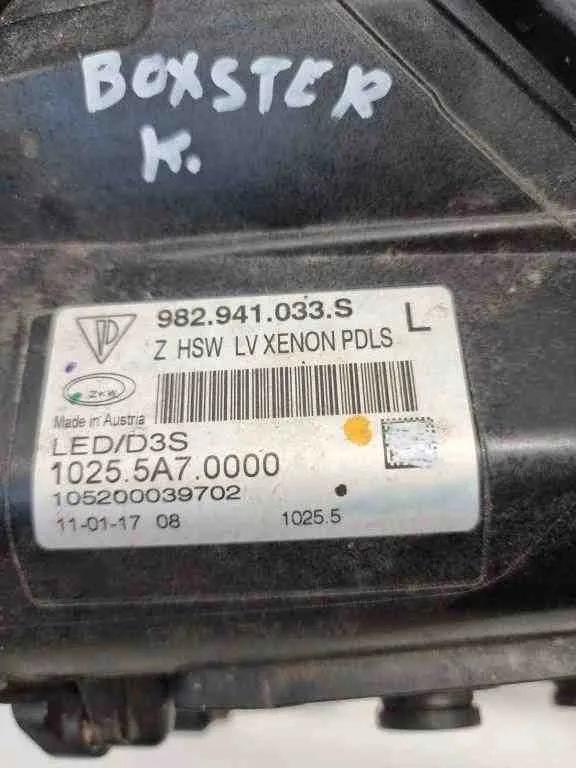 BOXSTER
K.
982.941.033.S
L
Z HSW LV XENON PDLS
ZKW
Made in Austria
LED/D3S
1025.5A7.0000
105200039702
11-01-17 08
1025.5